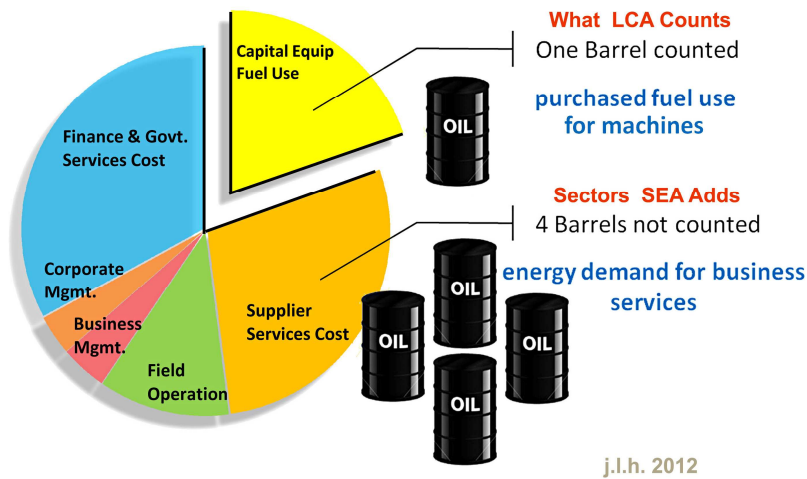 Capital Equip
Fuel Use
What LCA Counts
One Barrel counted
purchased fuel use
for machines
OIL
Finance & Govt.
Services Cost
Sectors SEA Adds
4 Barrels not counted
energy demand for business
services
Corporate
Mgmt.
Business
Mgmt.
Field
Operation
Supplier
Services Cost
OIL
OIL
OIL
OIL
j.l.h. 2012